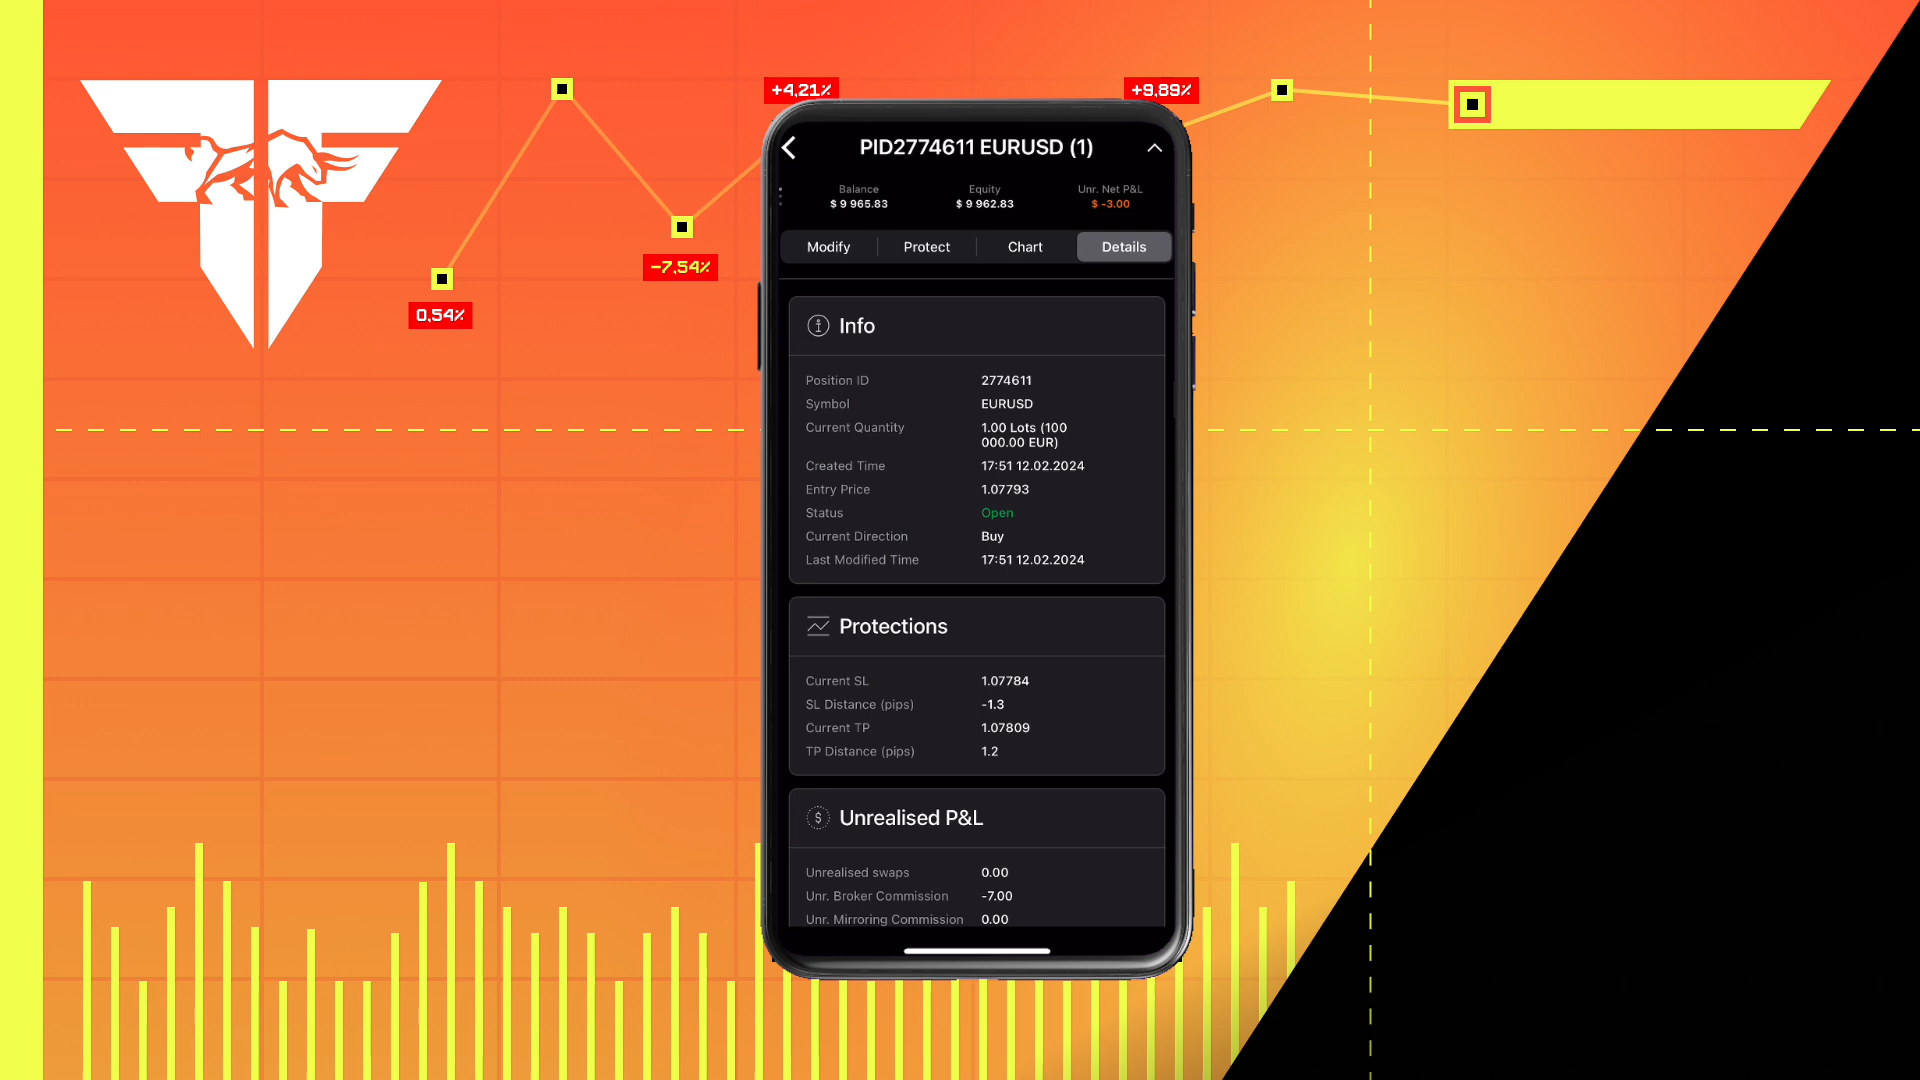 +4,21%
+9,89%
-7,54%
0,54%
PID2774611 EURUSD (1)
Balance Equity Unr. Net P&L
$ 9 965.83 $ 9 962.83 $ -3.00
Modify Protect Chart Details
Info
Position ID 2774611
Symbol EURUSD
Current Quantity 1.00 Lots (100
000.00 EUR)
Created Time 17:51 12.02.2024
Entry Price 1.07793
Status Open
Current Direction Buy
Last Modified Time 17:51 12.02.2024
Protections
Current SL 1.07784
SL Distance (pips) -1.3
Current TP 1.07809
TP Distance (pips) 1.2
Unrealised P&L
Unrealised swaps 0.00
Unr. Broker Commission -7.00
Unr. Mirroring Commission 0.00